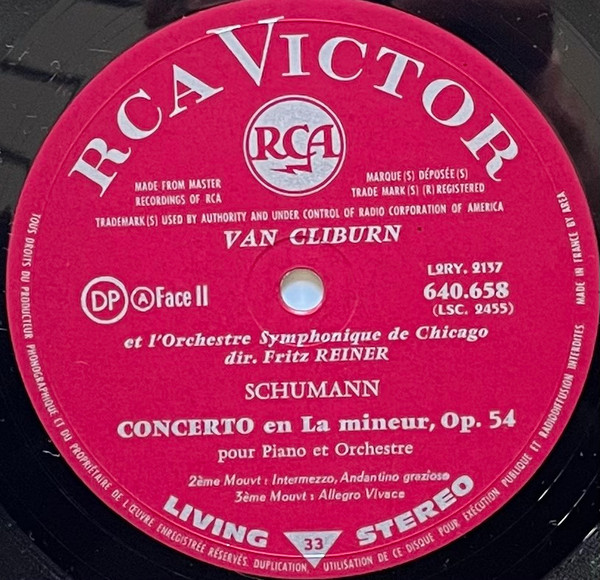 RCA VICTOR
RCA
MADE FROM MASTER
RECORDINGS OF RCA
MARQUE(S) DÉPOSÉE(S)
TRADE MARK(S) (R) REGISTERED
TRADEMARK(S) USED BY AUTHORITY AND UNDER CONTROL OF RADIO CORPORATION OF AMERICA
VAN CLIBURN
DP A Face II
L2RY. 2137
640.658
(LSC. 2455)
et l'Orchestre Symphonique de Chicago
dir. Fritz REINER
SCHUMANN
CONCERTO en La mineur, Op. 54
pour Piano et Orchestre
2ème Mouvt : Intermezzo, Andantino grazioso
3ème Mouvt : Allegro Vivace
LIVING 33 STEREO
TOUS DROITS DU PRODUCTEUR PHONOGRAPHIQUE ET DU PROPRIÉTAIRE DE L'ŒUVRE ENREGISTRÉE RÉSERVÉS. DUPLICATION, UTILISATION DE CE DISQUE POUR EXÉCUTION PUBLIQUE ET RADIODIFFUSION INTERDITES. MADE IN FRANCE BY AREA